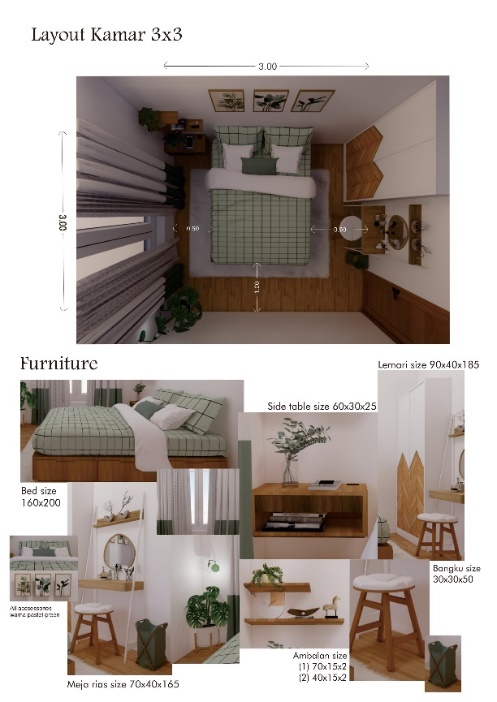 Layout Kamar 3x3
3.00
3.00
0.50
0.60
1.00
Furniture
Lemari size 90x40x185
Side table size 60x30x25
Bed size
160x200
Bangku size
30x30x50
All accessories
warna pastel green
Ambalan size
(1) 70x15x2
(2) 40x15x2
Meja rias size 70x40x165